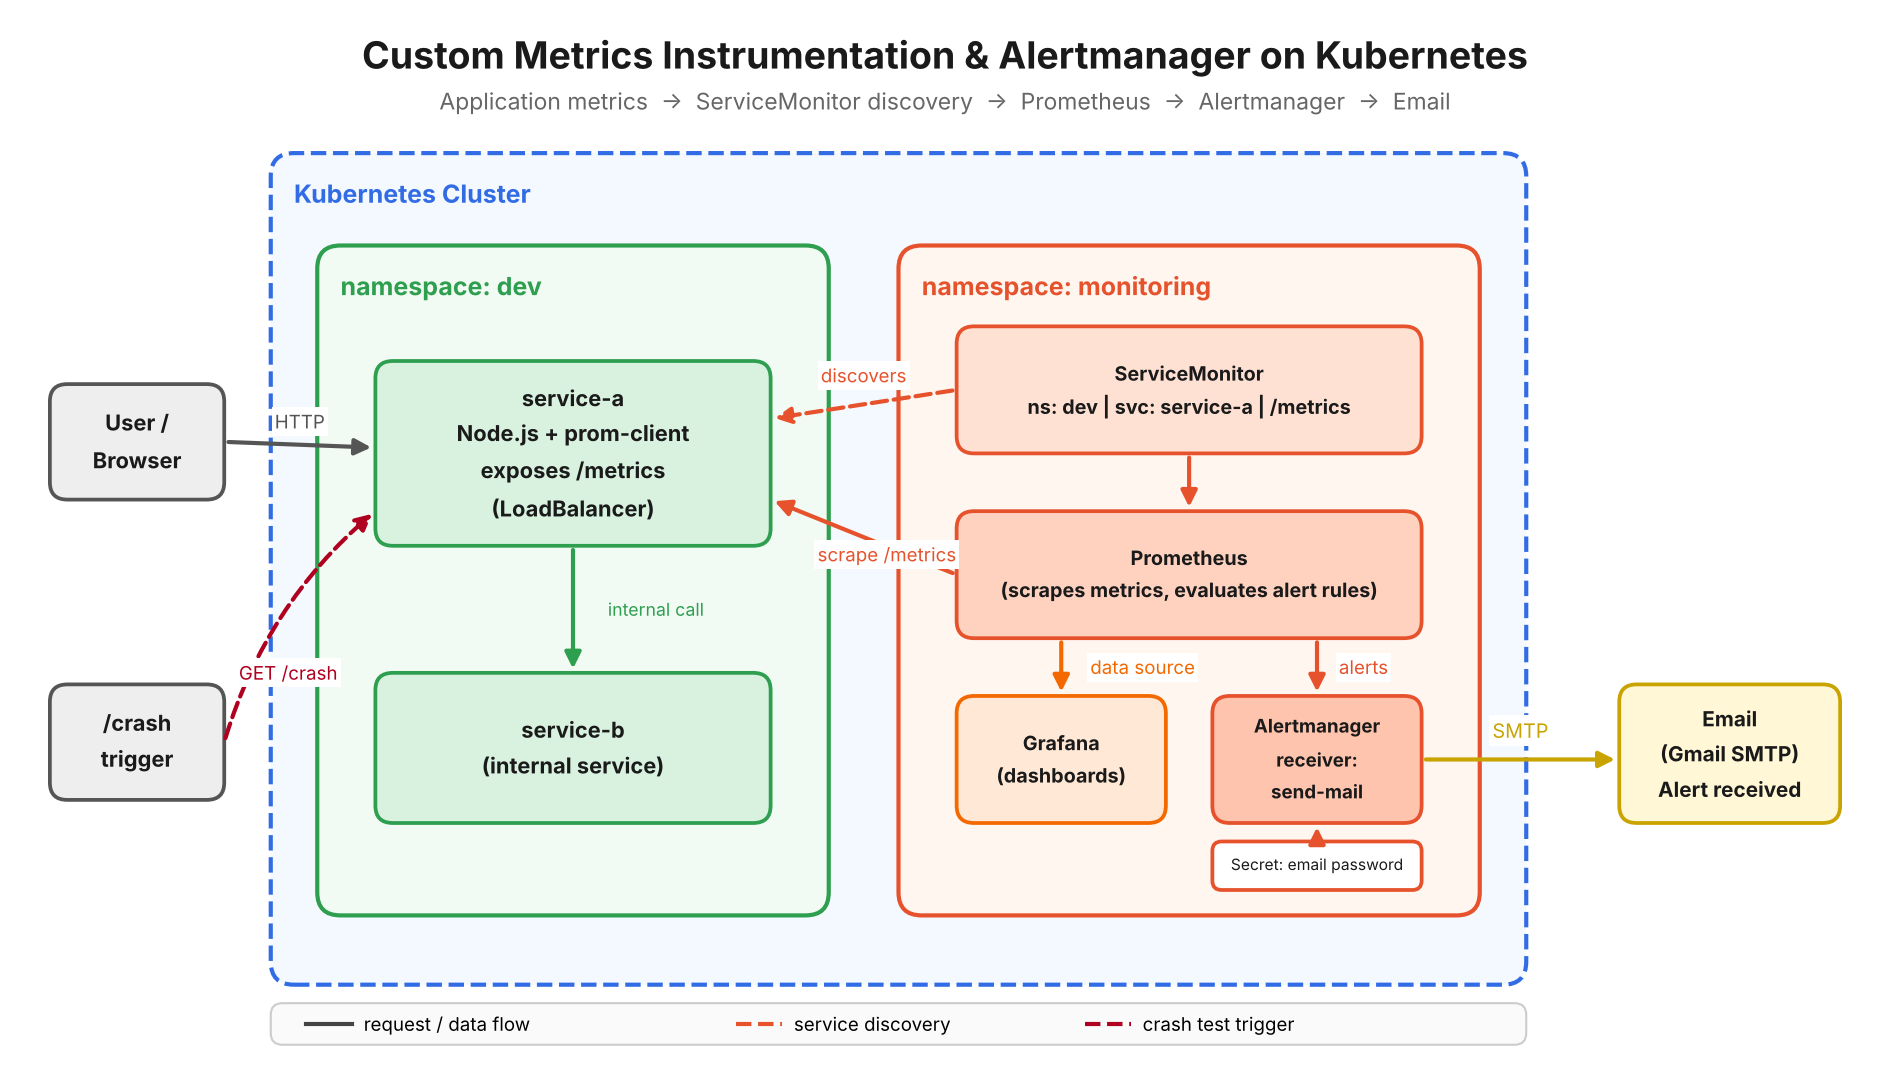 Custom Metrics Instrumentation & Alertmanager on Kubernetes
Application metrics → ServiceMonitor discovery → Prometheus → Alertmanager → Email
Kubernetes Cluster
namespace: dev
namespace: monitoring
User /
Browser
HTTP
service-a
Node.js + prom-client
exposes /metrics
(LoadBalancer)
discovers
ServiceMonitor
ns: dev | svc: service-a | /metrics
scrape /metrics
Prometheus
(scrapes metrics, evaluates alert rules)
internal call
GET /crash
/crash
trigger
service-b
(internal service)
data source
alerts
Grafana
(dashboards)
Alertmanager
receiver:
send-mail
Secret: email password
SMTP
Email
(Gmail SMTP)
Alert received
request / data flow
service discovery
crash test trigger